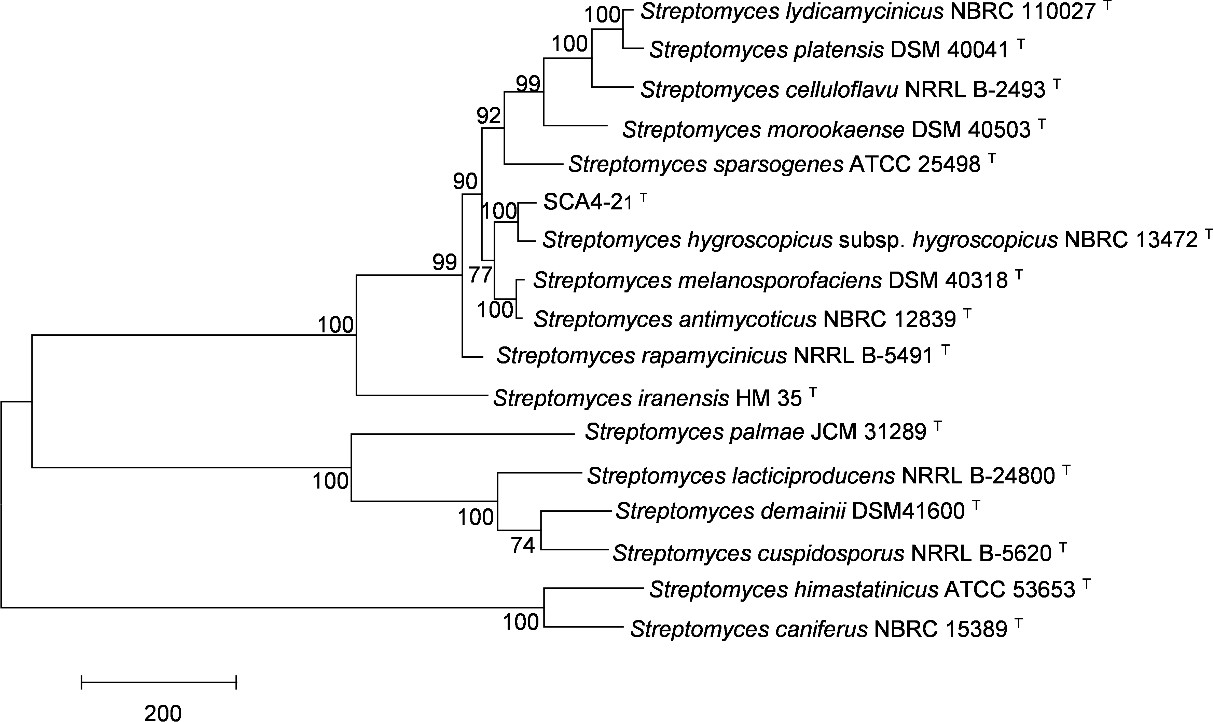 100 Streptomyces lydicamycinicus NBRC 110027 T
100 Streptomyces platensis DSM 40041 T
99 Streptomyces celluloflavu NRRL B-2493 T
92 Streptomyces morookaense DSM 40503 T
Streptomyces sparsogenes ATCC 25498 T
90
100 SCA4-21 T
Streptomyces hygroscopicus subsp. hygroscopicus NBRC 13472 T
99 77 Streptomyces melanosporofaciens DSM 40318 T
100 Streptomyces antimycoticus NBRC 12839 T
100
Streptomyces rapamycinicus NRRL B-5491 T
Streptomyces iranensis HM 35 T
Streptomyces palmae JCM 31289 T
100 Streptomyces lacticiproducens NRRL B-24800 T
100 Streptomyces demainii DSM41600 T
74 Streptomyces cuspidosporus NRRL B-5620 T
Streptomyces himastatinicus ATCC 53653 T
100 Streptomyces caniferus NBRC 15389 T
200